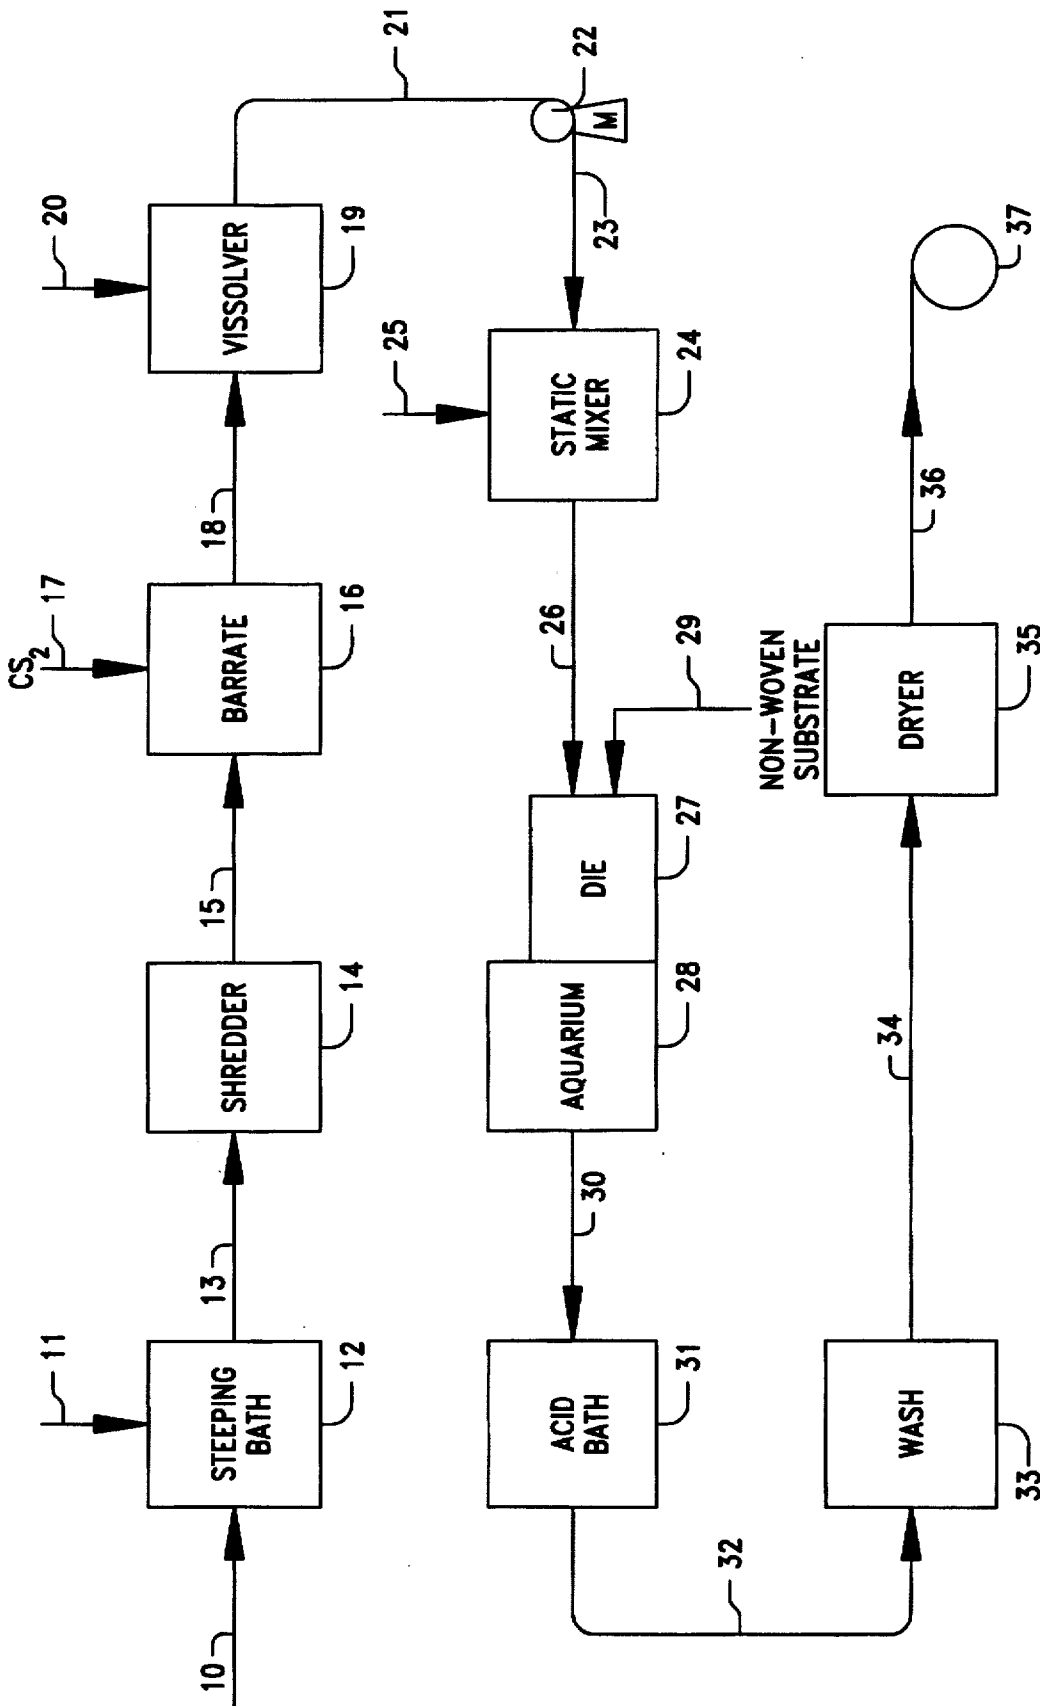 10
11
STEEPING
BATH
12
13
SHREDDER
14
15
CS2
17
BARRATE
16
18
20
VISSOLVER
19
21
22
M
23
25
STATIC
MIXER
24
26
29
NON-WOVEN
SUBSTRATE
DIE
27
AQUARIUM
28
30
ACID
BATH
31
32
WASH
33
34
DRYER
35
36
37